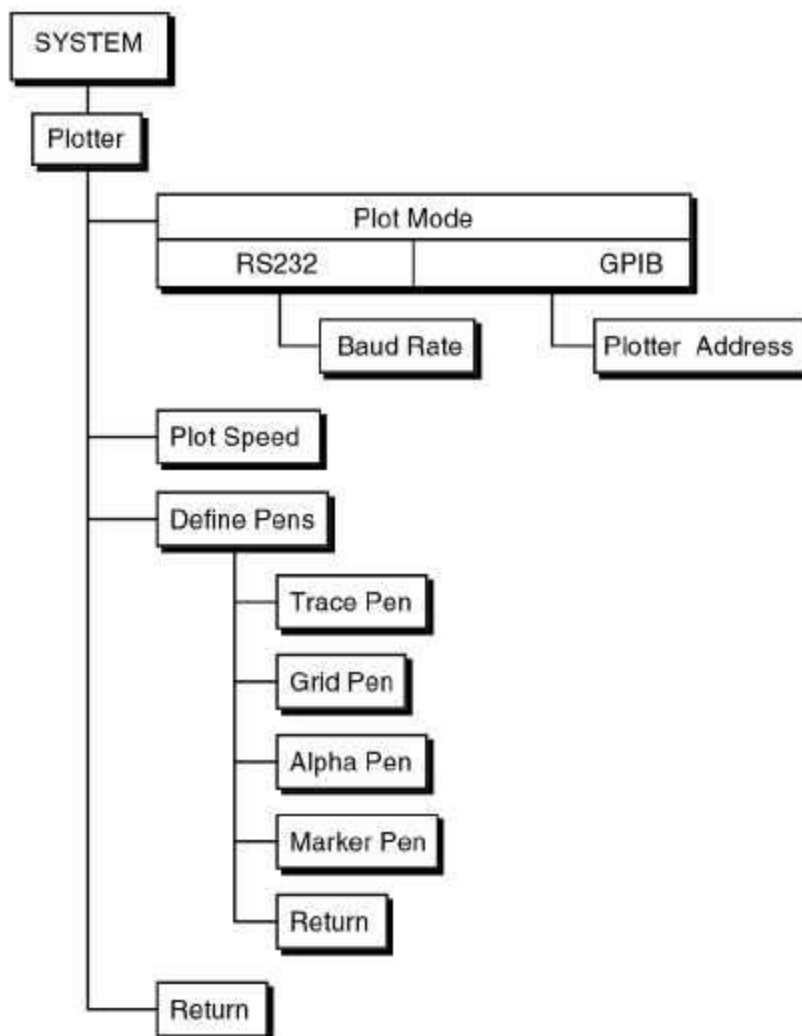 SYSTEM
Plotter
Plot Mode
RS232 GPIB
Baud Rate Plotter Address
Plot Speed
Define Pens
Trace Pen
Grid Pen
Alpha Pen
Marker Pen
Return
Return